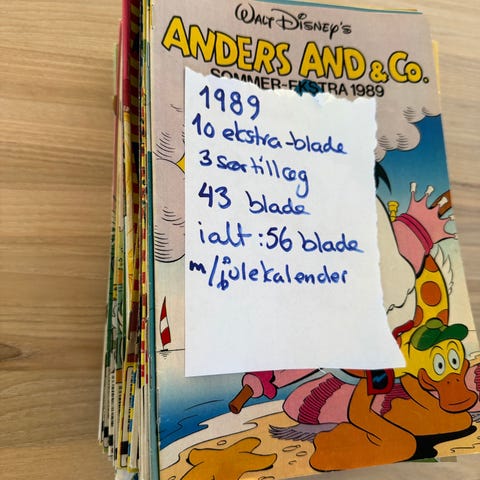 WALT DISNEY'S
ANDERS AND & Co.
SOMMER-EKSTRA 1989
1989
10 ekstra-blade
3 særtillæg
43 blade
ialt: 56 blade
m/julekalender